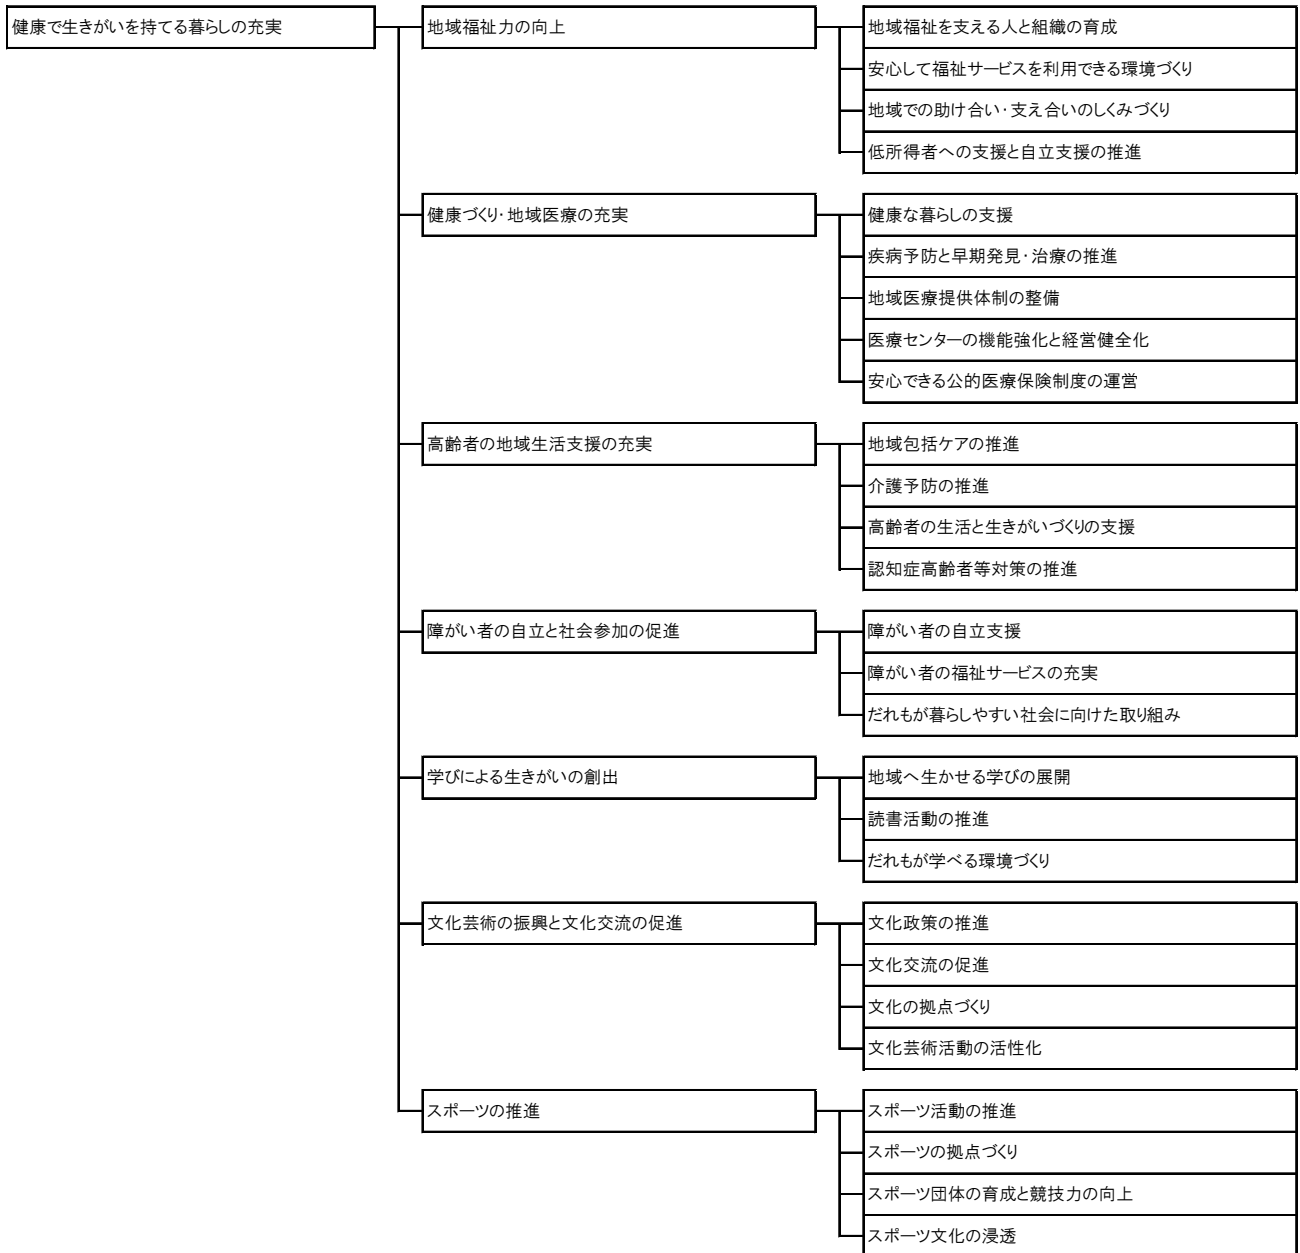 健康で生きがいを持てる暮らしの充実
地域福祉力の向上
地域福祉を支える人と組織の育成
安心して福祉サービスを利用できる環境づくり
地域での助け合い・支え合いのしくみづくり
低所得者への支援と自立支援の推進
健康づくり・地域医療の充実
健康な暮らしの支援
疾病予防と早期発見・治療の推進
地域医療提供体制の整備
医療センターの機能強化と経営健全化
安心できる公的医療保険制度の運営
高齢者の地域生活支援の充実
地域包括ケアの推進
介護予防の推進
高齢者の生活と生きがいづくりの支援
認知症高齢者等対策の推進
障がい者の自立と社会参加の促進
障がい者の自立支援
障がい者の福祉サービスの充実
だれもが暮らしやすい社会に向けた取り組み
学びによる生きがいの創出
地域へ生かせる学びの展開
読書活動の推進
だれもが学べる環境づくり
文化芸術の振興と文化交流の促進
文化政策の推進
文化交流の促進
文化の拠点づくり
文化芸術活動の活性化
スポーツの推進
スポーツ活動の推進
スポーツの拠点づくり
スポーツ団体の育成と競技力の向上
スポーツ文化の浸透